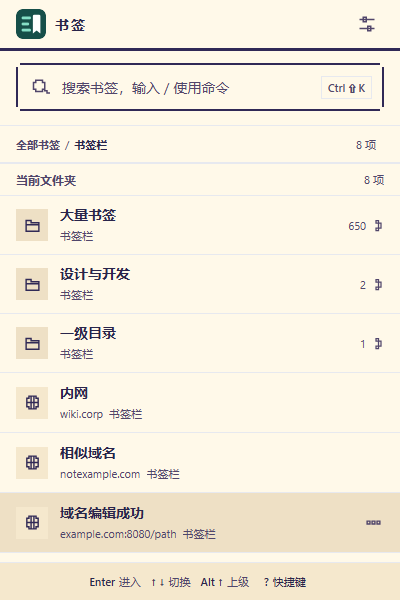 书签
搜索书签，输入 / 使用命令 Ctrl ⇧ K
全部书签 / 书签栏 8 项
当前文件夹 8 项
大量书签
书签栏 650
设计与开发
书签栏 2
一级目录
书签栏 1
内网
wiki.corp 书签栏
相似域名
notexample.com 书签栏
域名编辑成功
example.com:8080/path 书签栏
Enter 进入 ↑↓ 切换 Alt ↑ 上级 ? 快捷键